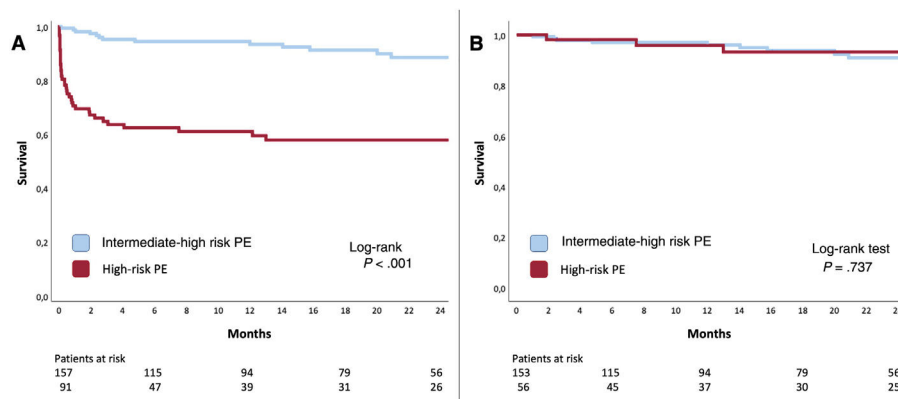 A
1,0
0,8
0,6
0,4
0,2
0,0
Survival
Intermediate-high risk PE
High-risk PE
Log-rank
P < .001
0 2 4 6 8 10 12 14 16 18 20 22 24
Months
Patients at risk
157 115 94 79 56
91 47 39 31 26
B
1,0
0,8
0,6
0,4
0,2
0,0
Survival
Intermediate-high risk PE
High-risk PE
Log-rank test
P = .737
0 2 4 6 8 10 12 14 16 18 20 22
Months
Patients at risk
153 115 94 79 56
56 45 37 30 25